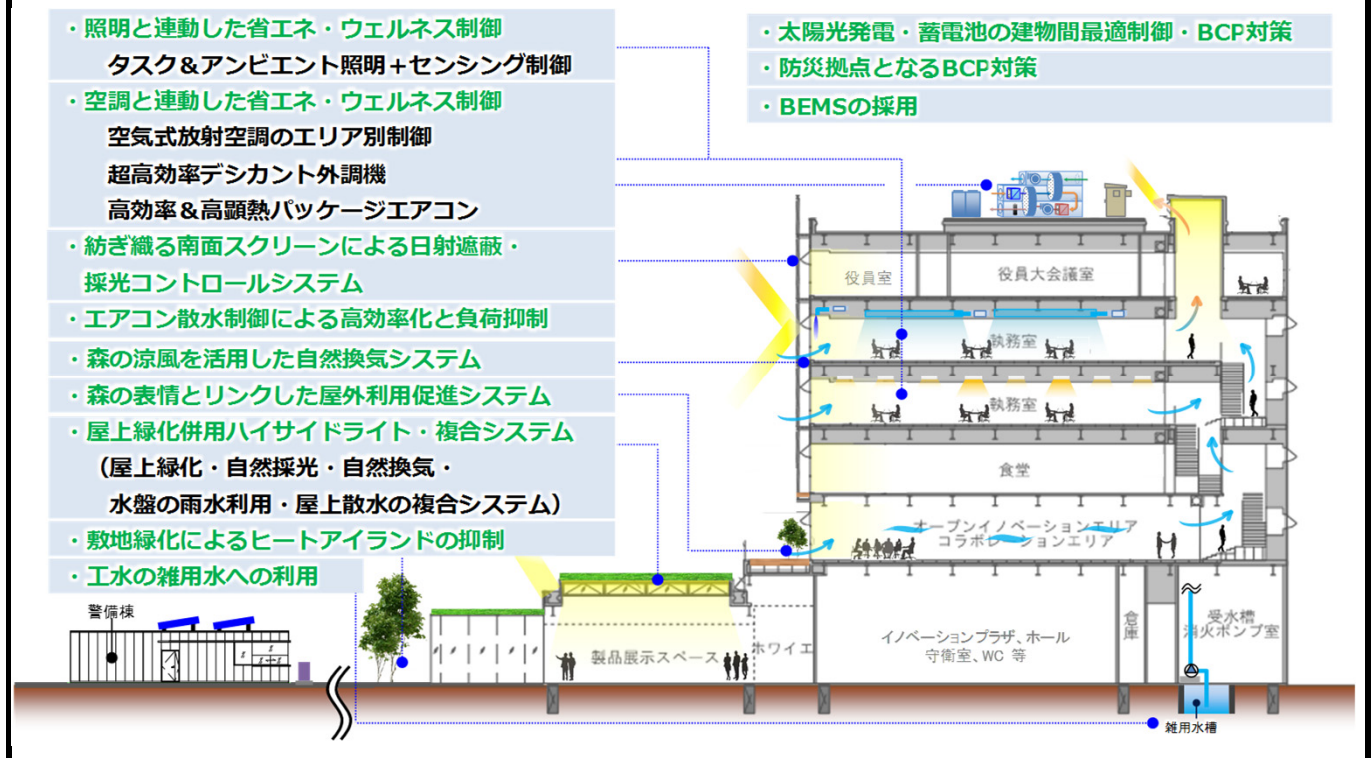 ・照明と連動した省エネ・ウェルネス制御
タスク＆アンビエント照明＋センシング制御
・空調と連動した省エネ・ウェルネス制御
空気式放射空調のエリア別制御
超高効率デシカント外調機
高効率＆高顕熱パッケージエアコン
・紡ぎ織る南面スクリーンによる日射遮蔽・
採光コントロールシステム
・エアコン散水制御による高効率化と負荷抑制
・森の涼風を活用した自然換気システム
・森の表情とリンクした屋外利用促進システム
・屋上緑化併用ハイサイドライト・複合システム
（屋上緑化・自然採光・自然換気・
水盤の雨水利用・屋上散水の複合システム）
・敷地緑化によるヒートアイランドの抑制
・工水の雑用水への利用
・太陽光発電・蓄電池の建物間最適制御・BCP対策
・防災拠点となるBCP対策
・BEMSの採用
役員室
役員大会議室
執務室
執務室
食堂
オープンイノベーションエリア
コラボレーションエリア
警備棟
製品展示スペース
ホワイエ
イノベーションプラザ、ホール
守衛室、WC 等
倉庫
受水槽
消火ポンプ室
雑用水槽